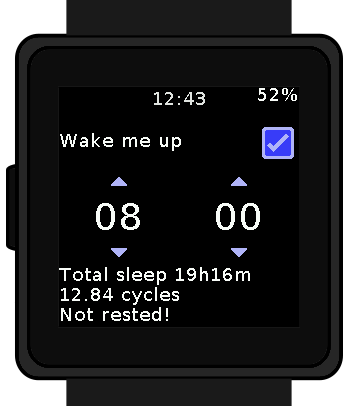 12:43 52%
Wake me up
08 00
Total sleep 19h16m
12.84 cycles
Not rested!